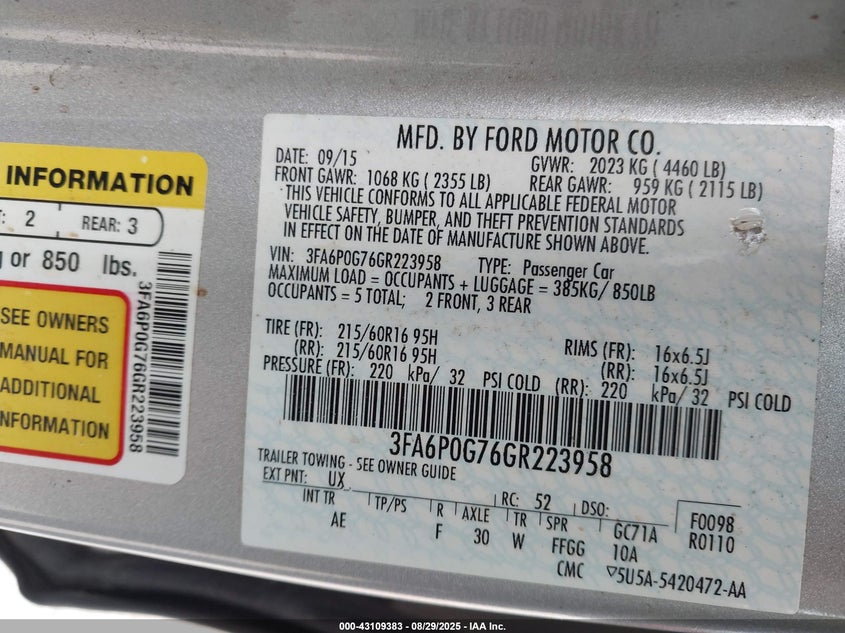 INFORMATION
2 REAR: 3
or 850 lbs.
SEE OWNERS
MANUAL FOR
ADDITIONAL
INFORMATION
3FA6P0G76GR223958
MFD. BY FORD MOTOR CO.
DATE: 09/15 GVWR: 2023 KG ( 4460 LB)
FRONT GAWR: 1068 KG ( 2355 LB) REAR GAWR: 959 KG ( 2115 LB)
THIS VEHICLE CONFORMS TO ALL APPLICABLE FEDERAL MOTOR
VEHICLE SAFETY, BUMPER, AND THEFT PREVENTION STANDARDS
IN EFFECT ON THE DATE OF MANUFACTURE SHOWN ABOVE.
VIN: 3FA6P0G76GR223958 TYPE: Passenger Car
MAXIMUM LOAD = OCCUPANTS + LUGGAGE = 385KG/ 850LB
OCCUPANTS = 5 TOTAL; 2 FRONT, 3 REAR
TIRE (FR): 215/60R16 95H RIMS (FR): 16x6.5J
(RR): 215/60R16 95H (RR): 16x6.5J
PRESSURE (FR): 220 kPa/ 32 PSI COLD (RR): 220 kPa/ 32 PSI COLD
3FA6P0G76GR223958
TRAILER TOWING - SEE OWNER GUIDE
EXT PNT: UX RC: 52 DSO: F0098
INT TR TP/PS R AXLE TR SPR GC71A R0110
AE F 30 W FFGG 10A
CMC ▽5U5A-5420472-AA
000-43109383 - 08/29/2025 - IAA Inc.